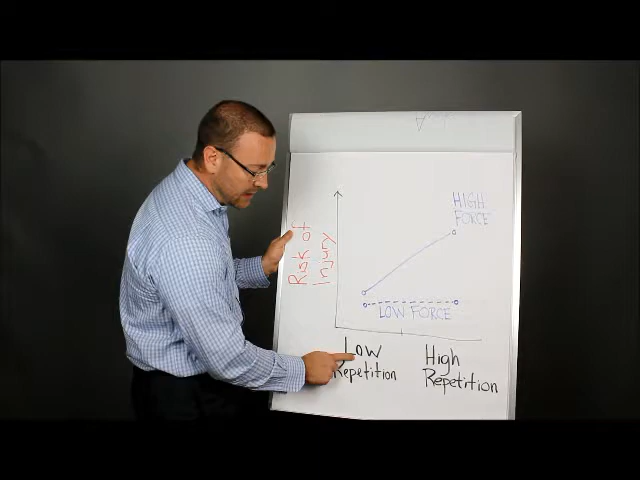 HIGH
FORCE
Risk of
Injury
LOW FORCE
Low
Repetition
High
Repetition